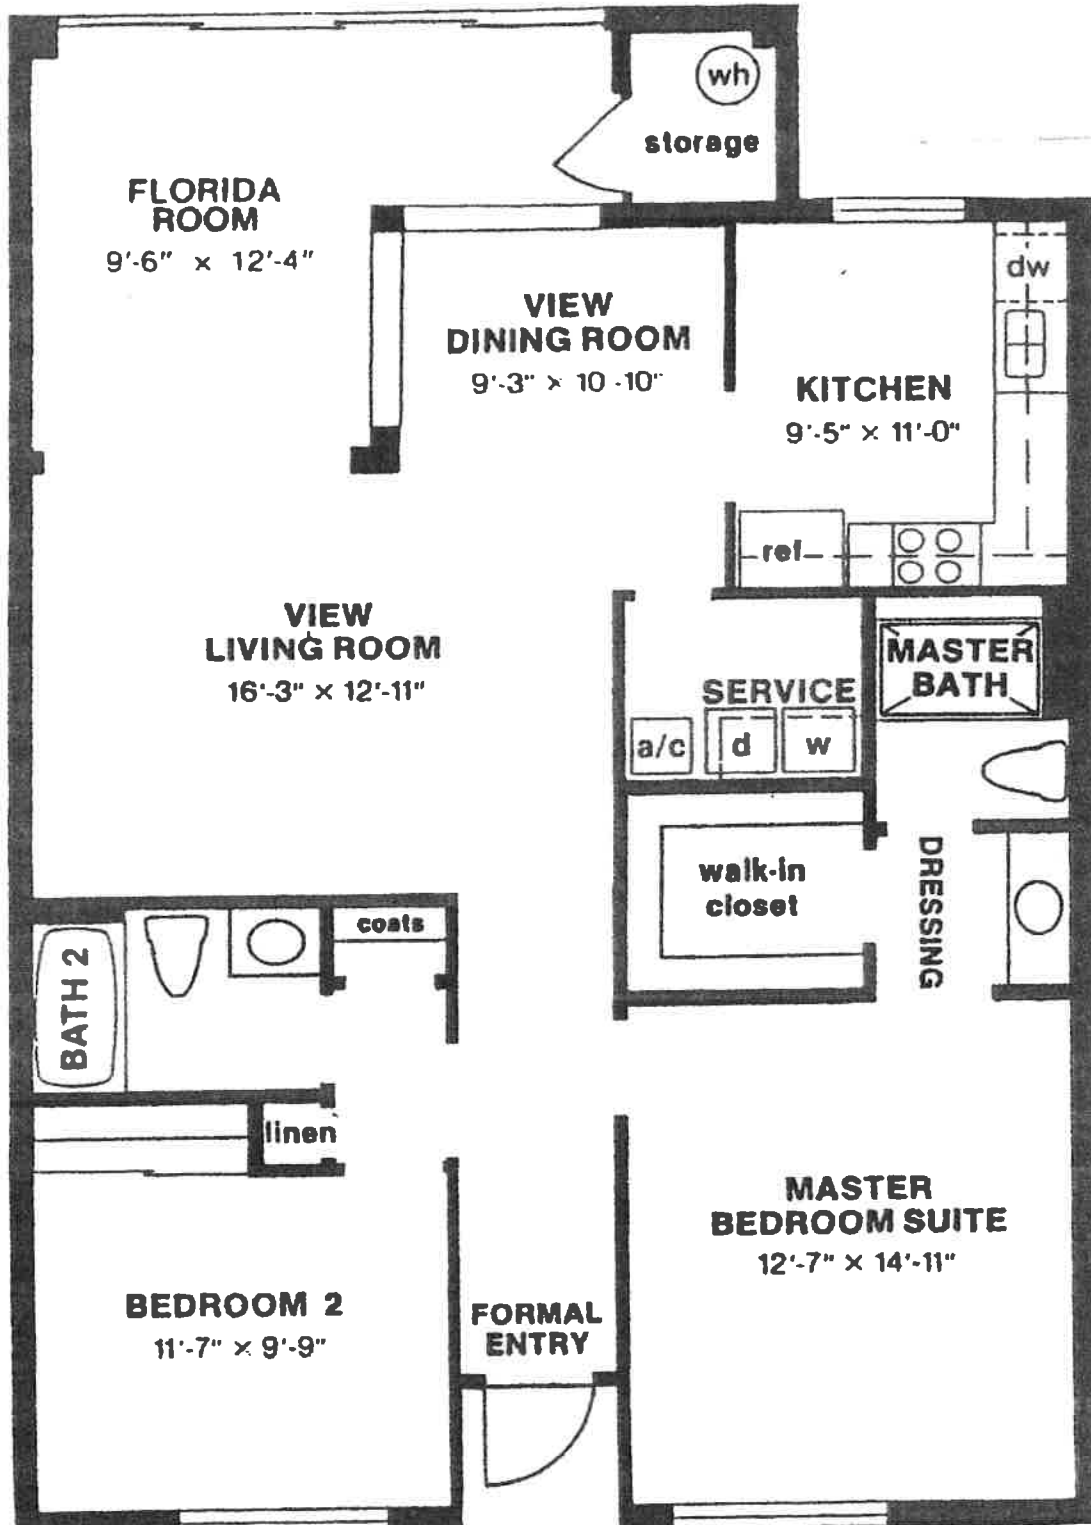 wh
storage
FLORIDA
ROOM
9'-6" x 12'-4"
VIEW
DINING ROOM
9'-3" x 10 -10"
dw
KITCHEN
9'-5" x 11'-0"
ref
VIEW
LIVING ROOM
16'-3" x 12'-11"
MASTER
BATH
SERVICE
a/c
d
w
walk-in
closet
DRESSING
coats
BATH 2
linen
MASTER
BEDROOM SUITE
12'-7" x 14'-11"
BEDROOM 2
11'-7" x 9'-9"
FORMAL
ENTRY